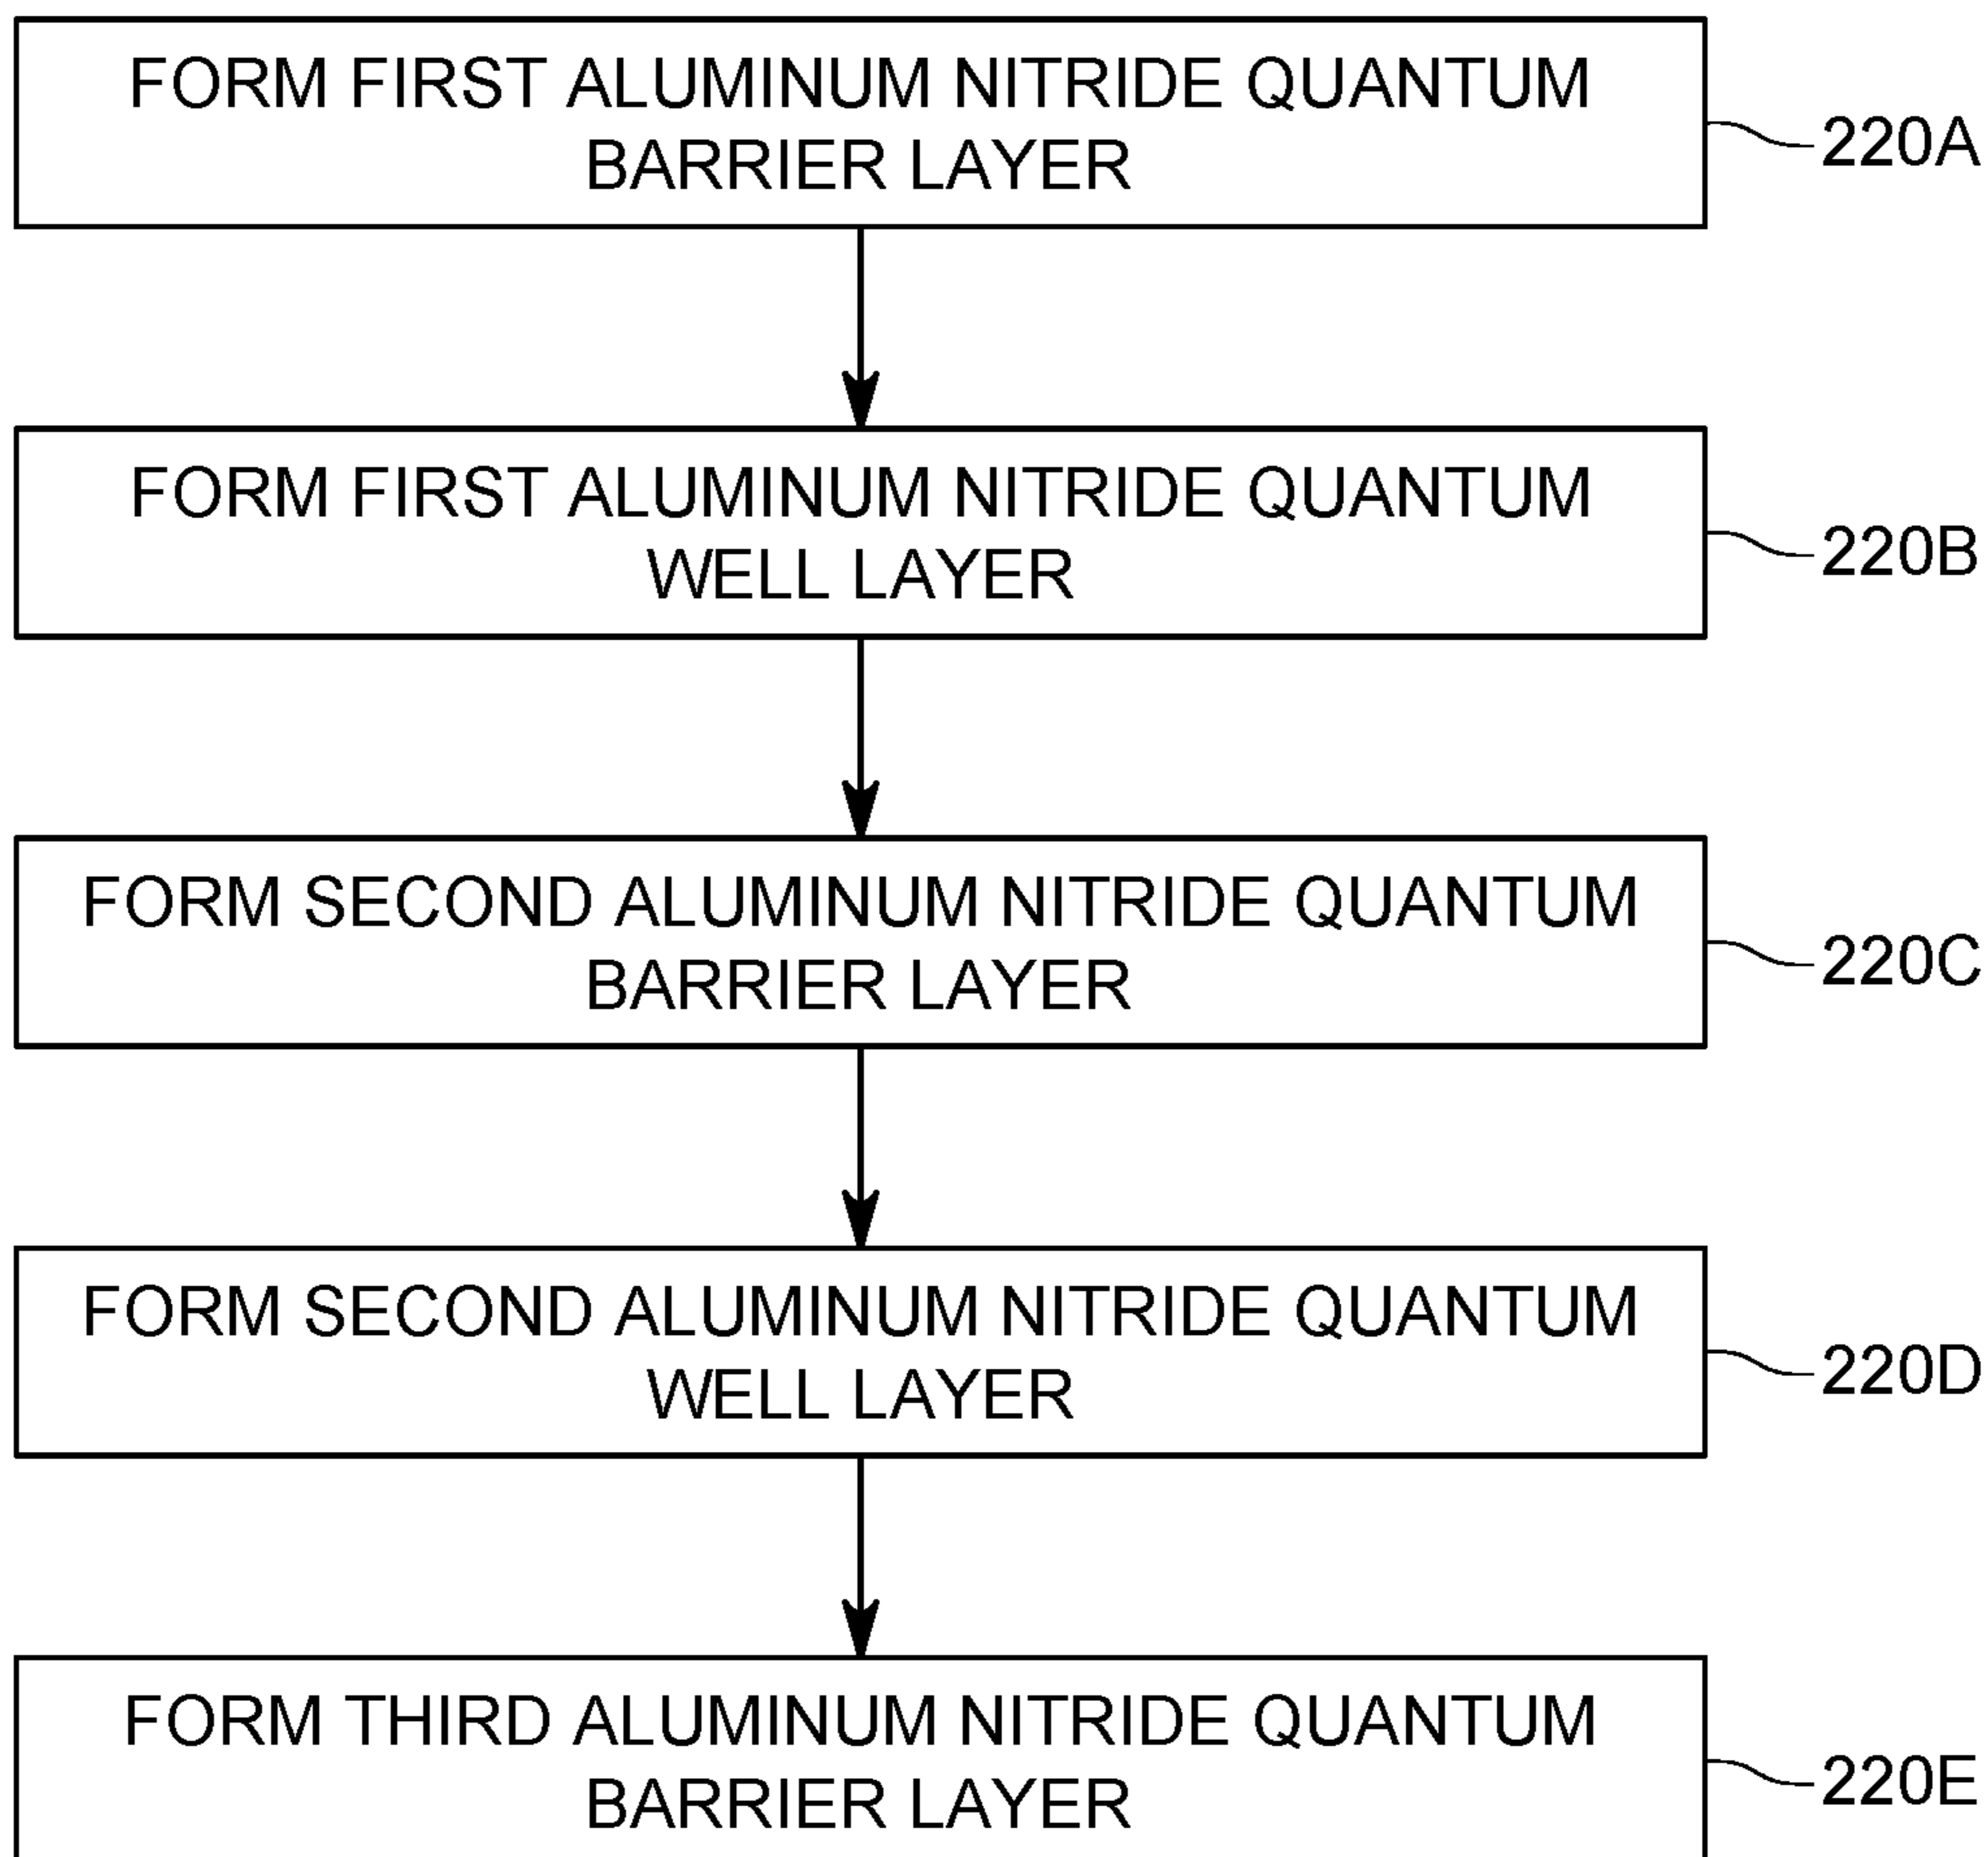 FORM FIRST ALUMINUM NITRIDE QUANTUM
BARRIER LAYER
220A
FORM FIRST ALUMINUM NITRIDE QUANTUM
WELL LAYER
220B
FORM SECOND ALUMINUM NITRIDE QUANTUM
BARRIER LAYER
220C
FORM SECOND ALUMINUM NITRIDE QUANTUM
WELL LAYER
220D
FORM THIRD ALUMINUM NITRIDE QUANTUM
BARRIER LAYER
220E